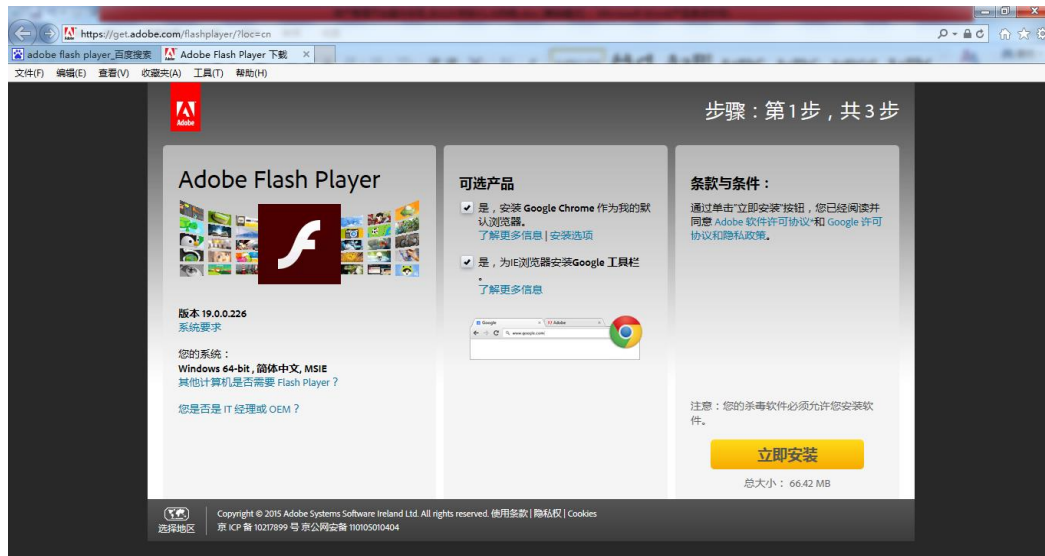 https://get.adobe.com/flashplayer/?loc=cn
adobe flash player_百度搜索
Adobe Flash Player 下载
文件(F) 编辑(E) 查看(V) 收藏夹(A) 工具(T) 帮助(H)
Adobe
步骤：第1步，共3步
Adobe Flash Player
版本 19.0.0.226
系统要求
您的系统：
Windows 64-bit , 简体中文, MSIE
其他计算机是否需要 Flash Player？
您是否是 IT 经理或 OEM？
可选产品
是，安装 Google Chrome 作为我的默
认浏览器。
了解更多信息 | 安装选项
是，为IE浏览器安装Google 工具栏
。
了解更多信息
Google
Adobe
www.google.com
条款与条件：
通过单击"立即安装"按钮，您已经阅读并
同意 Adobe 软件许可协议*和 Google 许可
协议和隐私政策。
注意：您的杀毒软件必须允许您安装软
件。
立即安装
总大小： 66.42 MB
选择地区
Copyright © 2015 Adobe Systems Software Ireland Ltd. All rights reserved. 使用条款 | 隐私权 | Cookies
京 ICP 备 10217899 号 京公网安备 110105010404